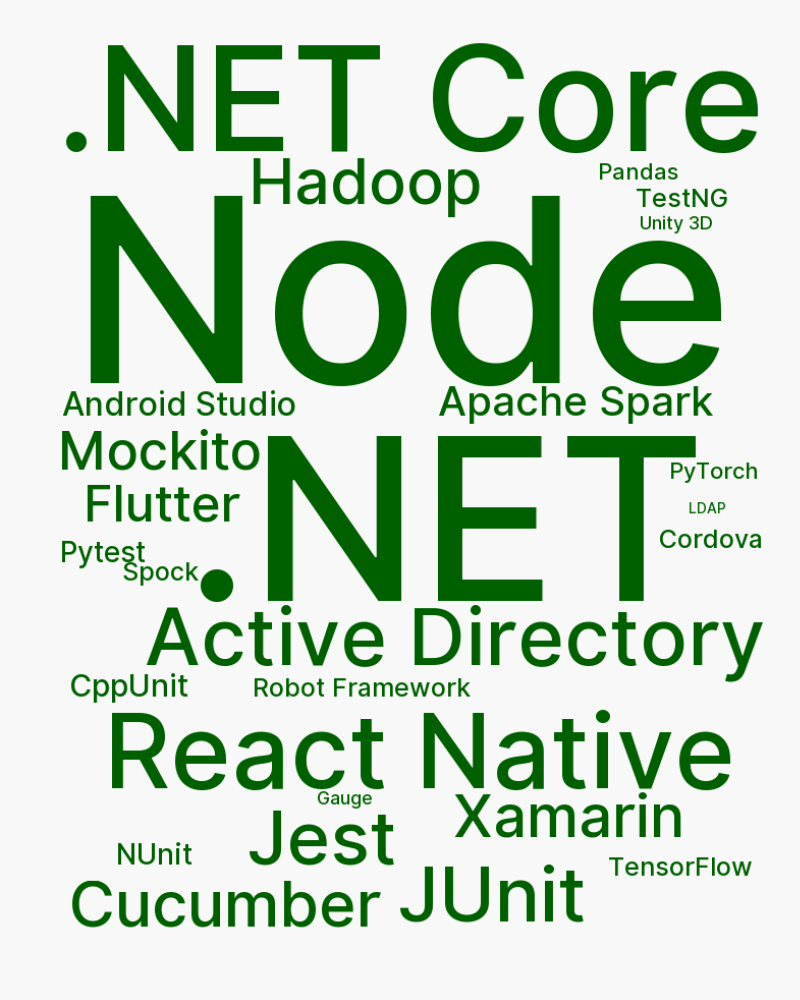 .NET Core
Hadoop
Pandas
TestNG
Unity 3D
Node
Android Studio
Apache Spark
Mockito
.NET
PyTorch
Flutter
LDAP
Cordova
Pytest
Spock
Active Directory
CppUnit
Robot Framework
React Native
Gauge
Xamarin
Jest
NUnit
TensorFlow
Cucumber
JUnit